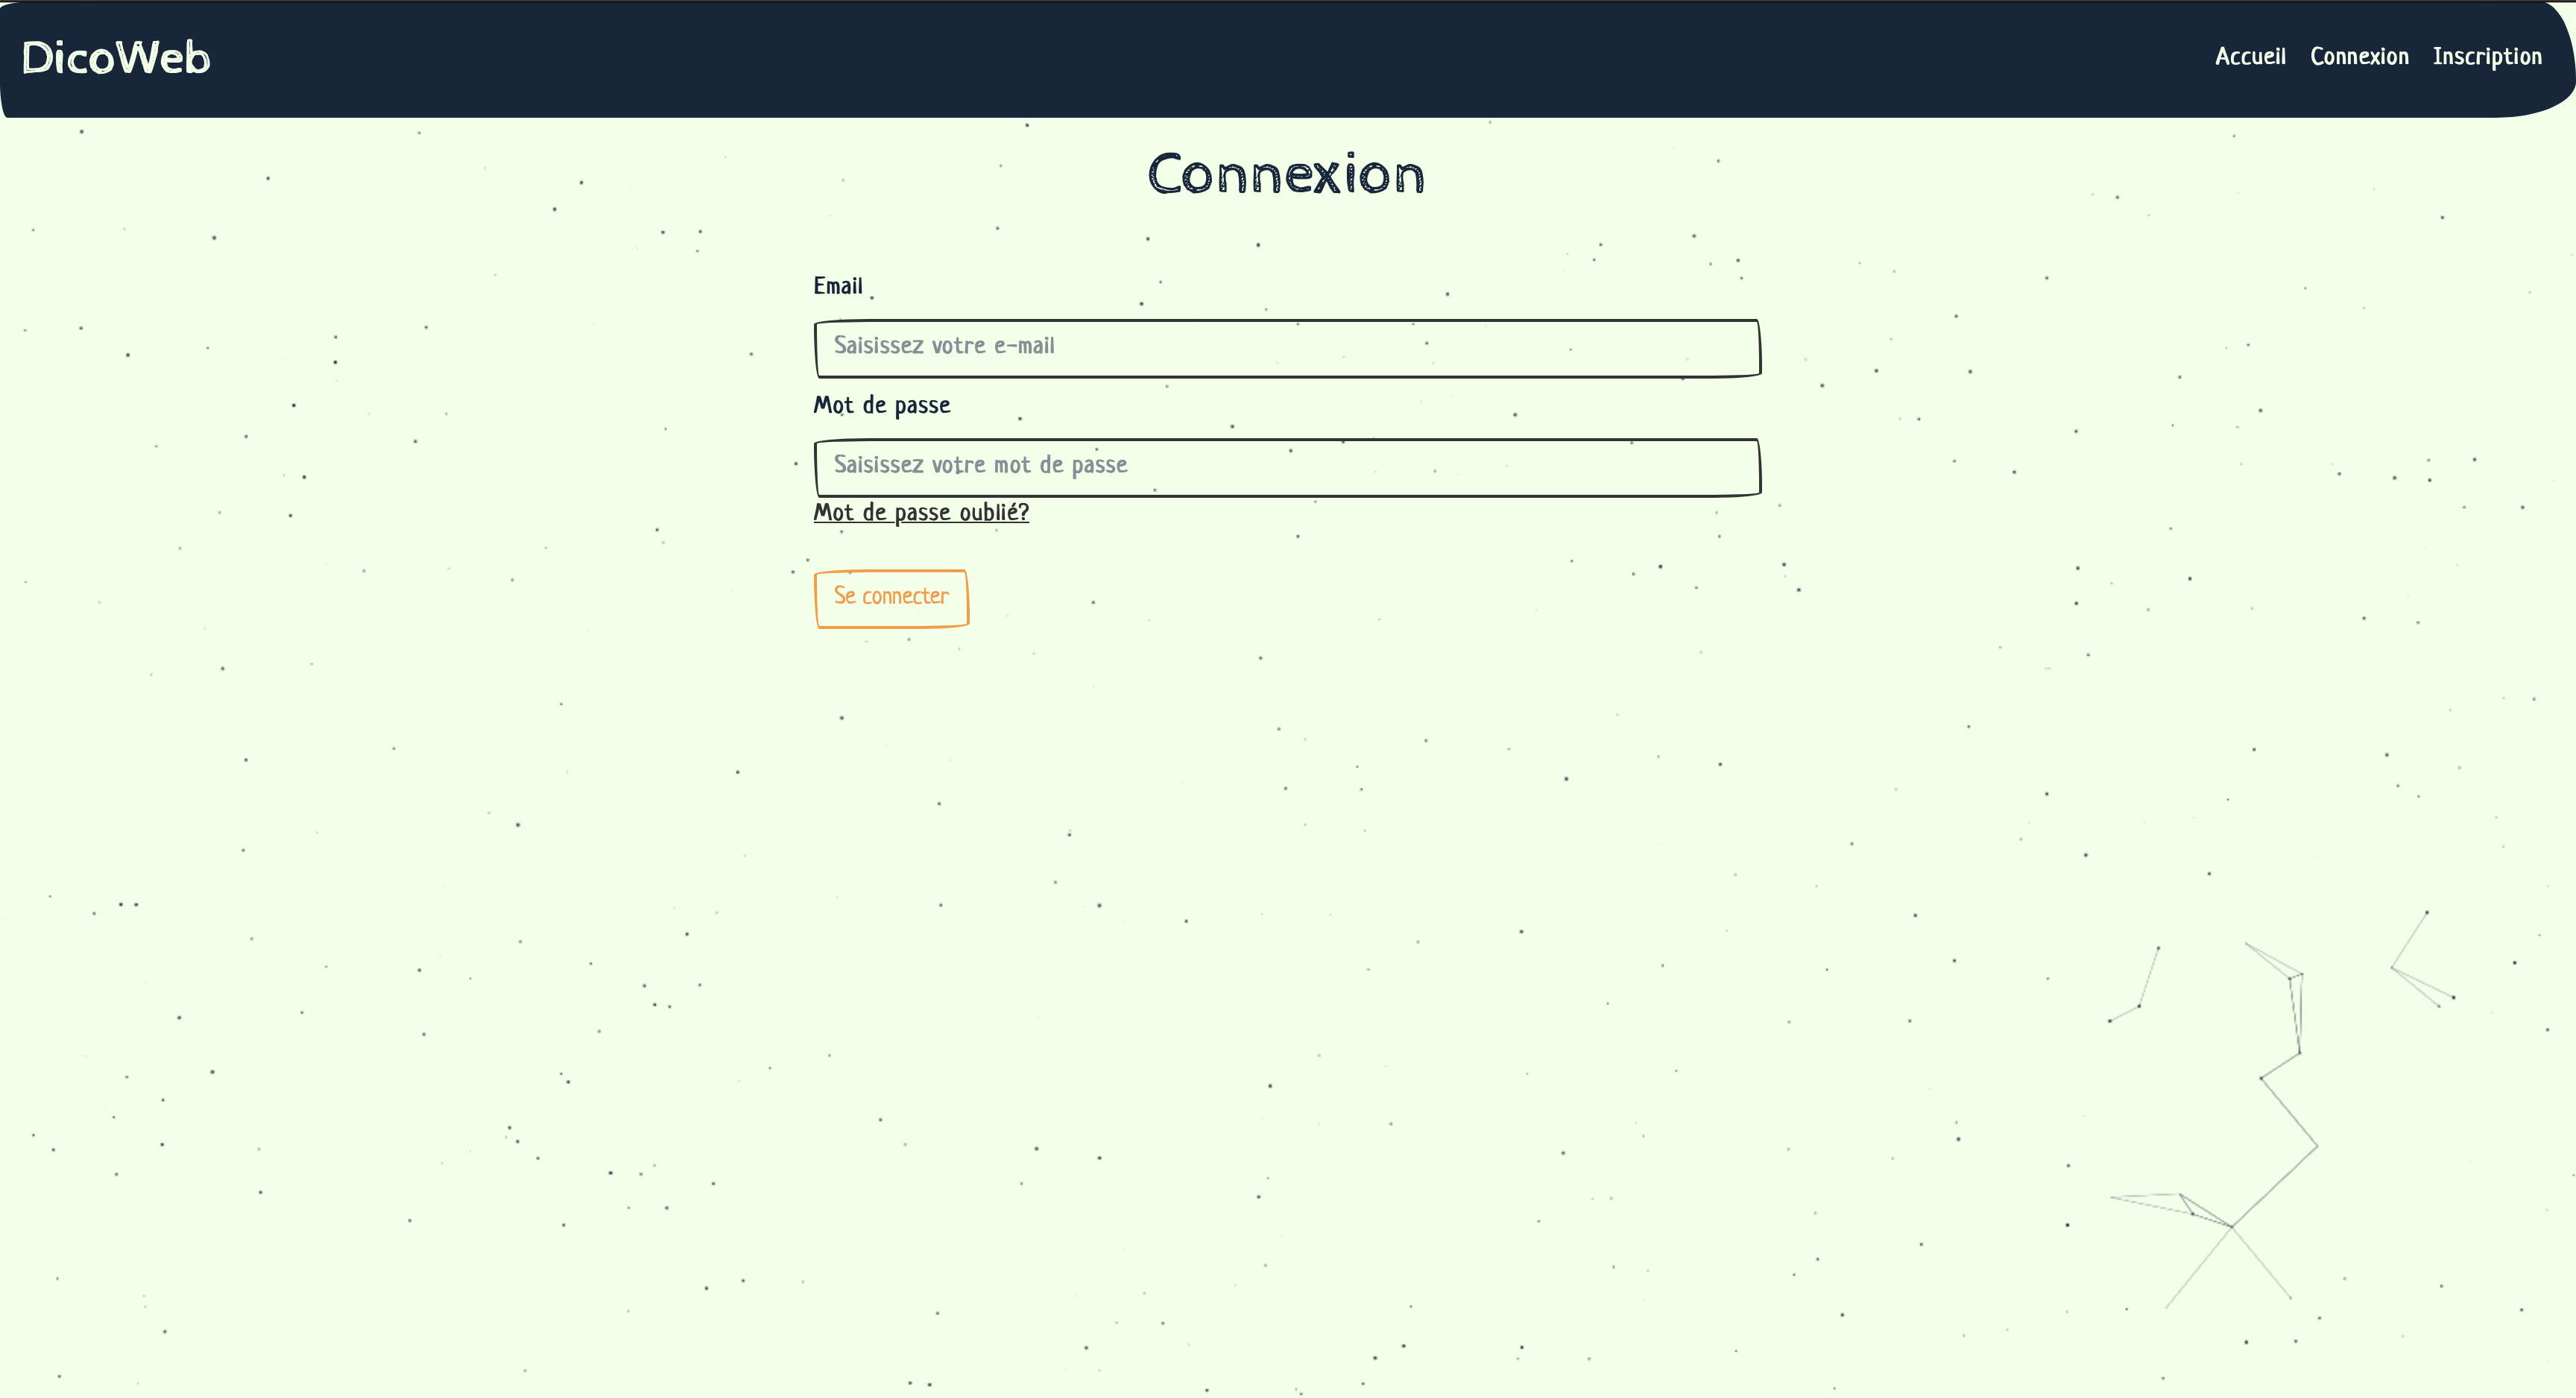 DicoWeb
Accueil Connexion Inscription
Connexion
Email
Saisissez votre e-mail
Mot de passe
Saisissez votre mot de passe
Mot de passe oublié?
Se connecter